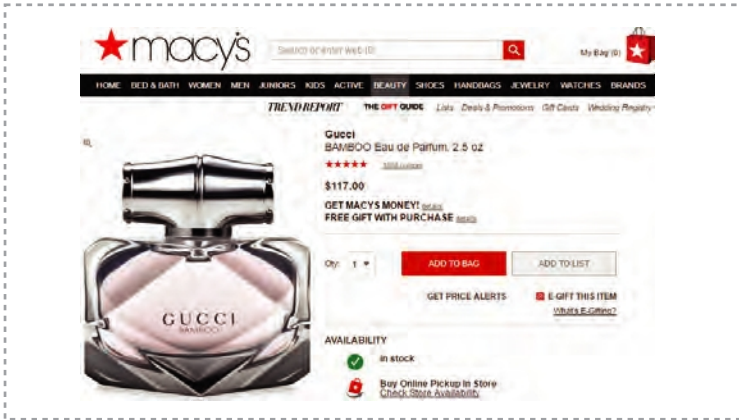 macy's
Search or enter web ID
My Bag (0)
HOME BED & BATH WOMEN MEN JUNIORS KIDS ACTIVE BEAUTY SHOES HANDBAGS JEWELRY WATCHES BRANDS
TREND REPORT THE GIFT GUIDE Lists Deals & Promotions Gift Cards Wedding Registry
Gucci
BAMBOO Eau de Parfum, 2.5 oz
$117.00
GET MACYS MONEY! details
FREE GIFT WITH PURCHASE details
Qty: 1 ADD TO BAG ADD TO LIST
GET PRICE ALERTS E-GIFT THIS ITEM
What's E-Gifting?
GUCCI
BAMBOO
AVAILABILITY
in stock
Buy Online Pickup In Store
Check Store Availability